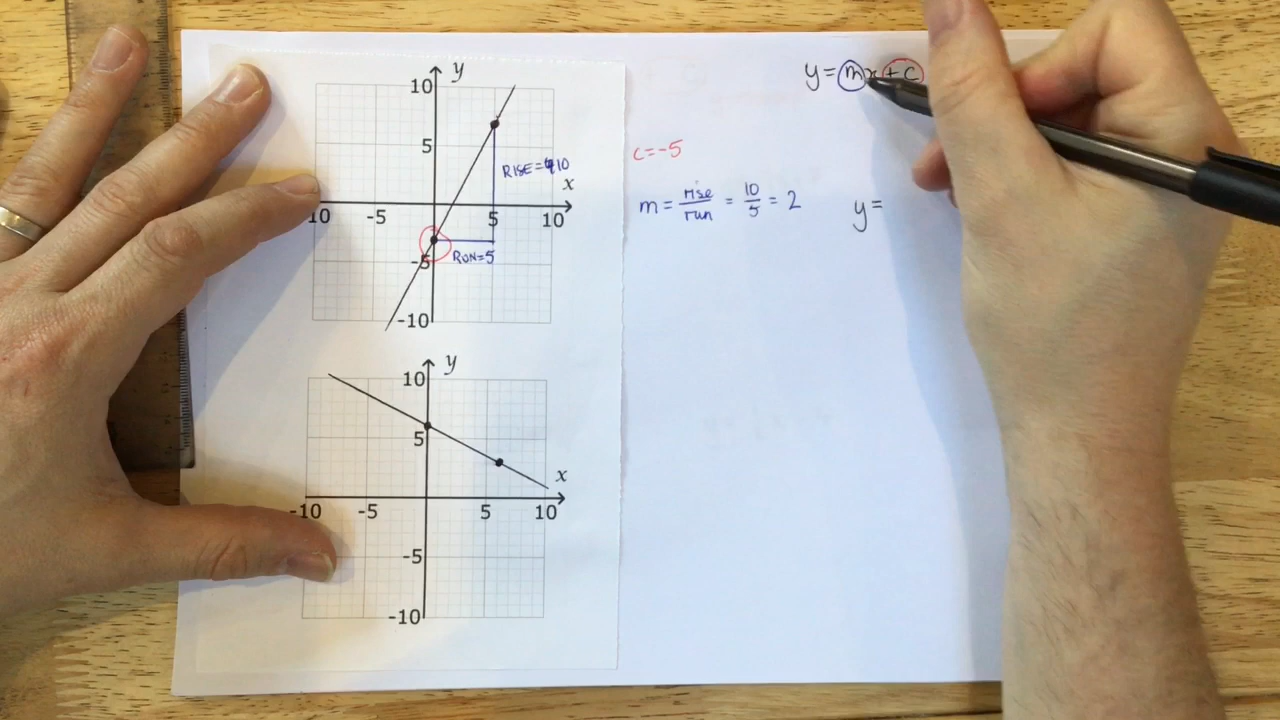 y = mx + c
y
10
5
RISE = 10
x
10 -5 5 10
-5
RUN = 5
-10
c = -5
m = rise/run = 10/5 = 2
y =
y
10
5
x
-10 -5 5 10
-5
-10